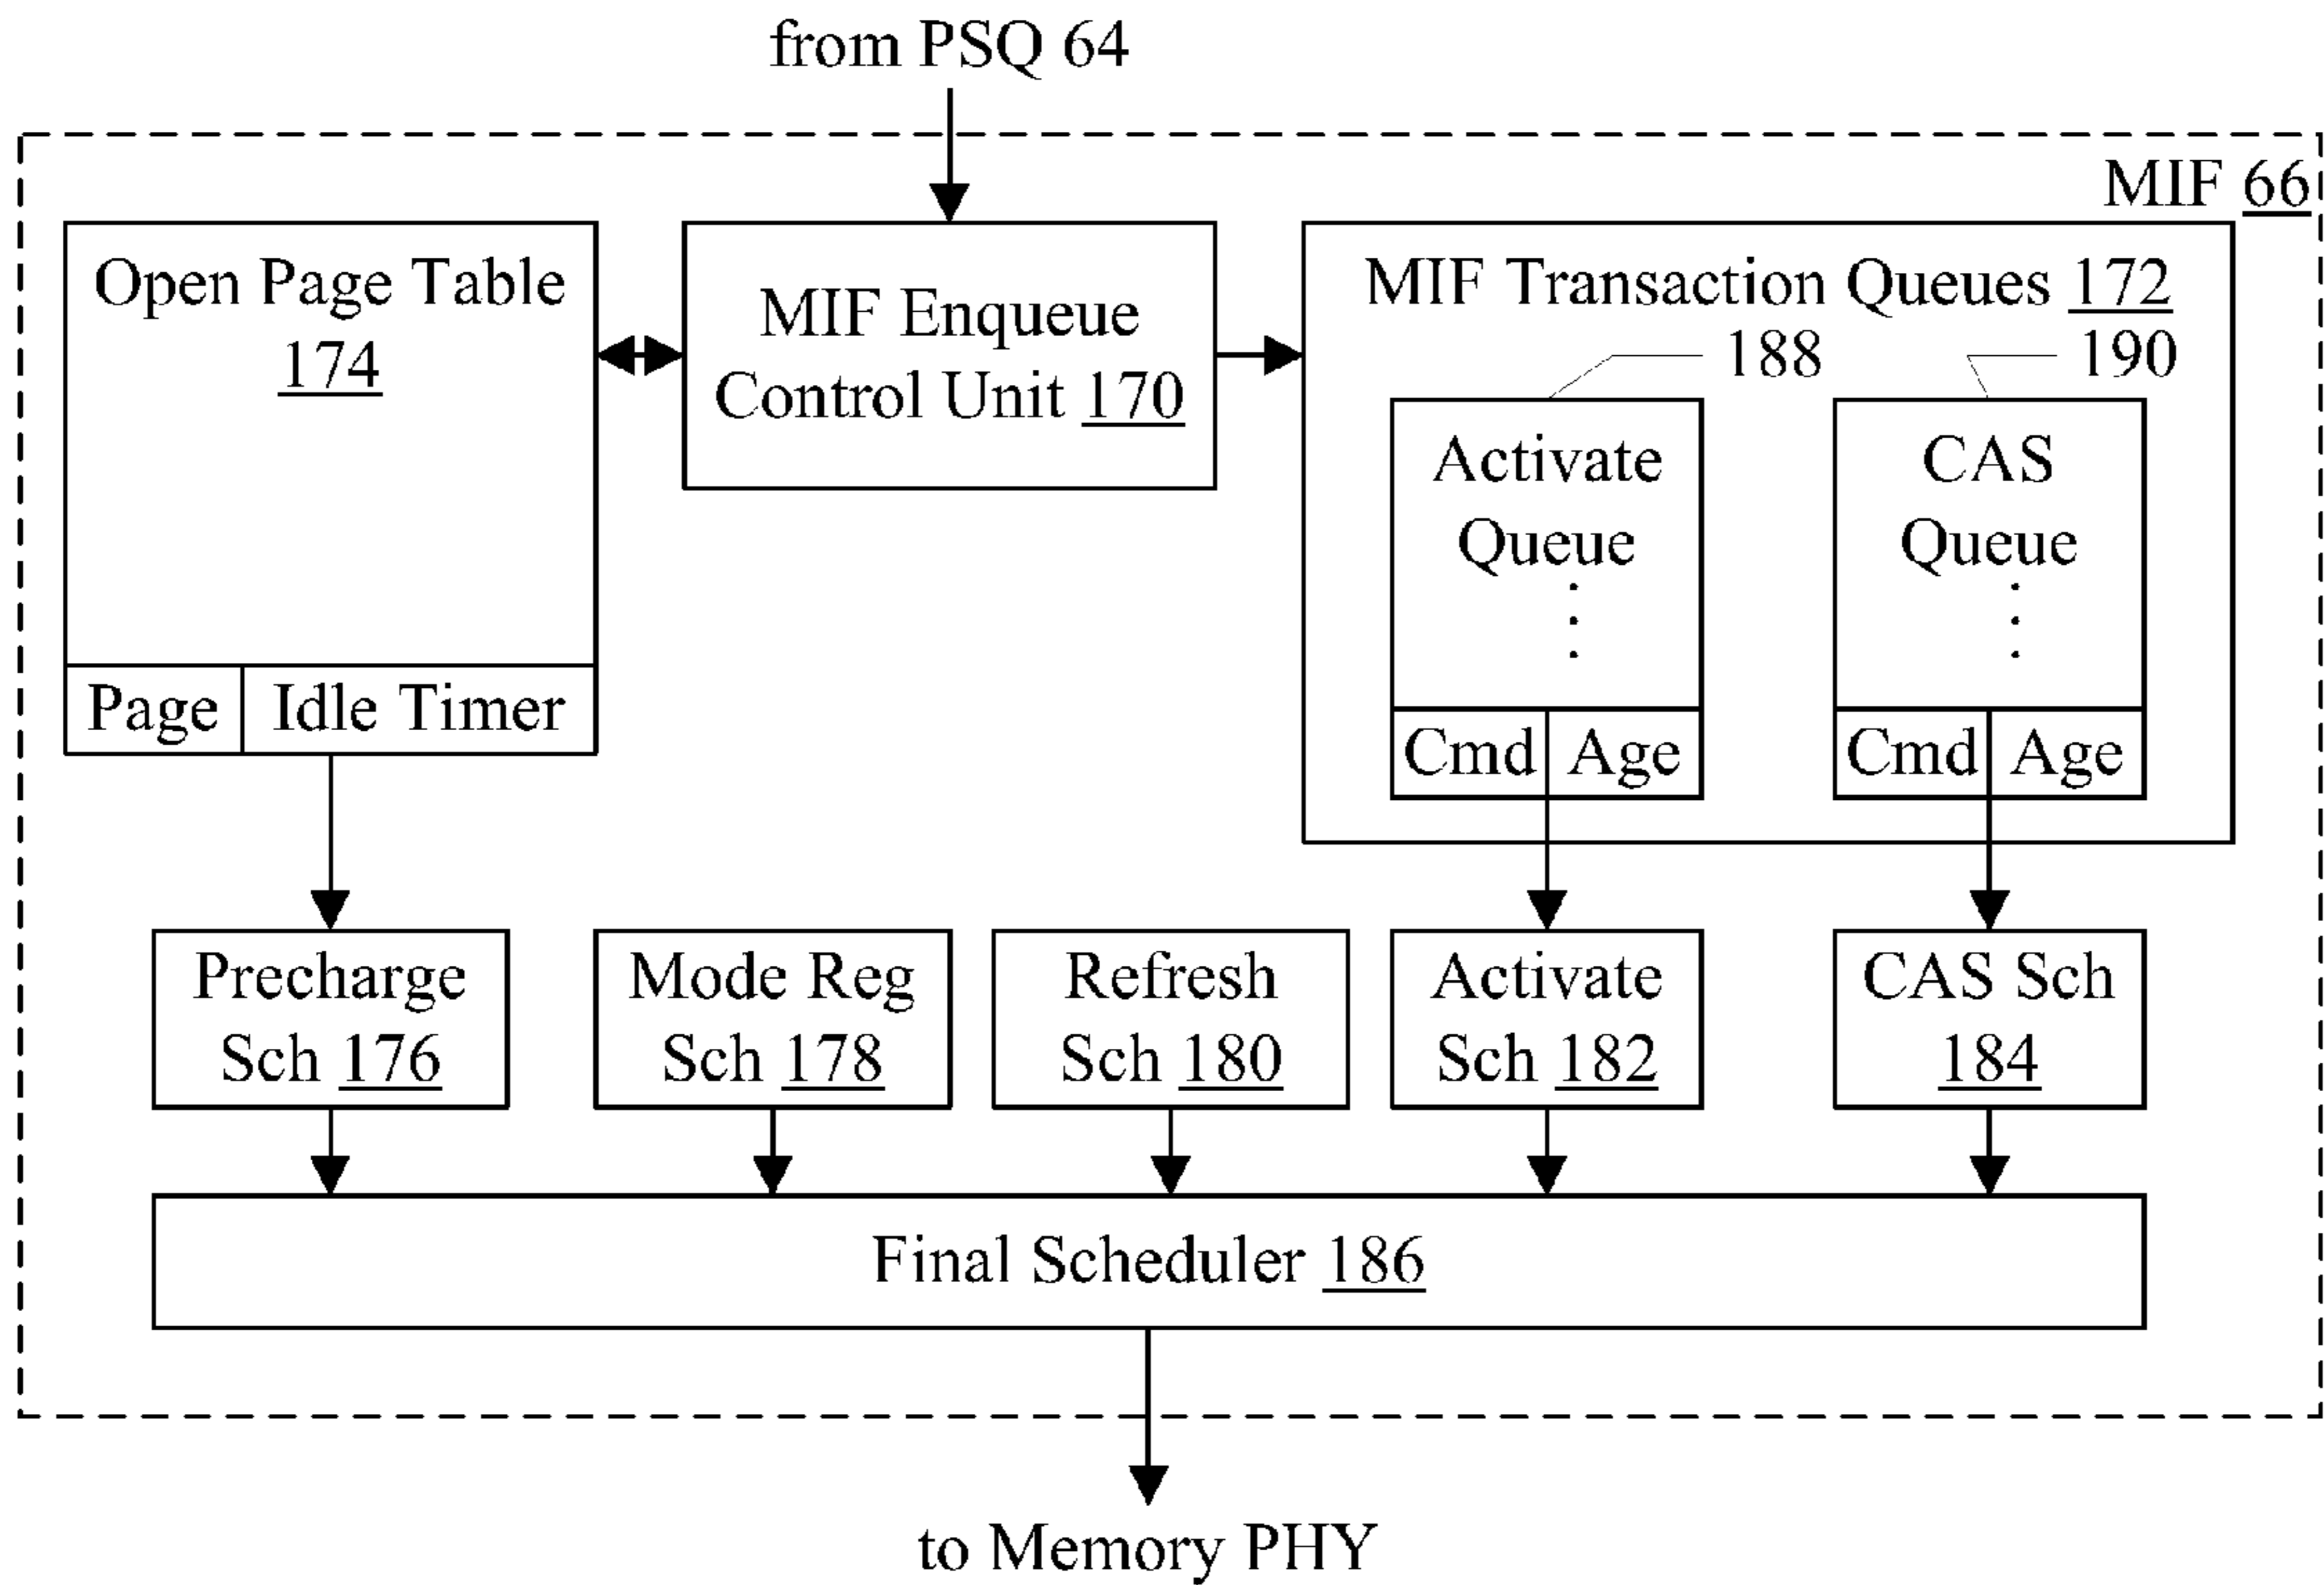 from PSQ 64
MIF 66
Open Page Table
174
Page
Idle Timer
MIF Enqueue
Control Unit 170
MIF Transaction Queues 172
188
190
Activate
Queue
Cmd
Age
CAS
Queue
Cmd
Age
Precharge
Sch 176
Mode Reg
Sch 178
Refresh
Sch 180
Activate
Sch 182
CAS Sch
184
Final Scheduler 186
to Memory PHY